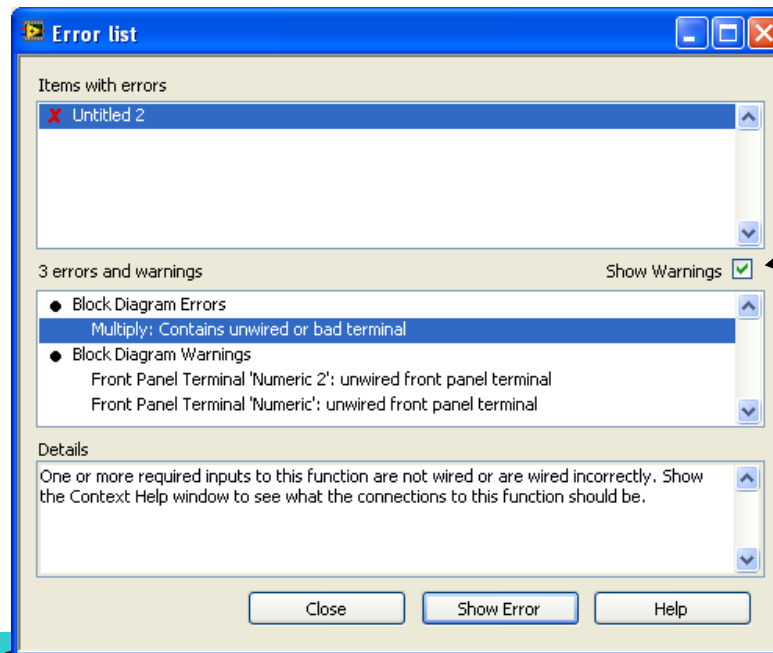 Error list
Items with errors
Untitled 2
3 errors and warnings Show Warnings
Block Diagram Errors
Multiply: Contains unwired or bad terminal
Block Diagram Warnings
Front Panel Terminal 'Numeric 2': unwired front panel terminal
Front Panel Terminal 'Numeric': unwired front panel terminal
Details
One or more required inputs to this function are not wired or are wired incorrectly. Show
the Context Help window to see what the connections to this function should be.
Close Show Error Help